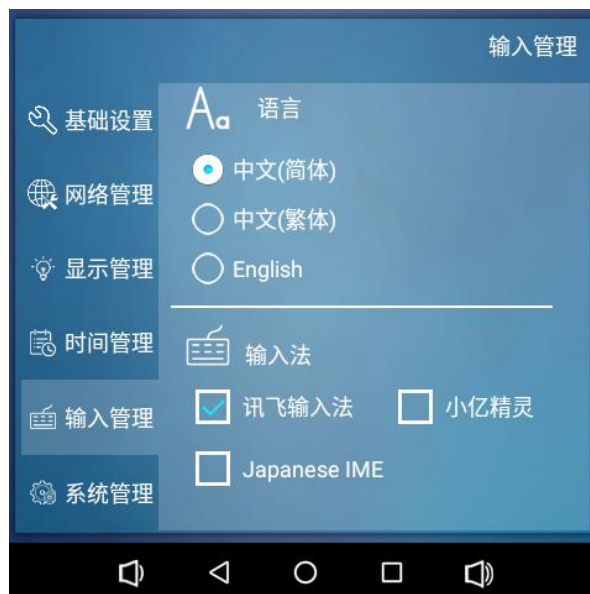 输入管理
基础设置
网络管理
显示管理
时间管理
输入管理
系统管理
Aa 语言
中文(简体)
中文(繁体)
English
输入法
讯飞输入法 小亿精灵
Japanese IME